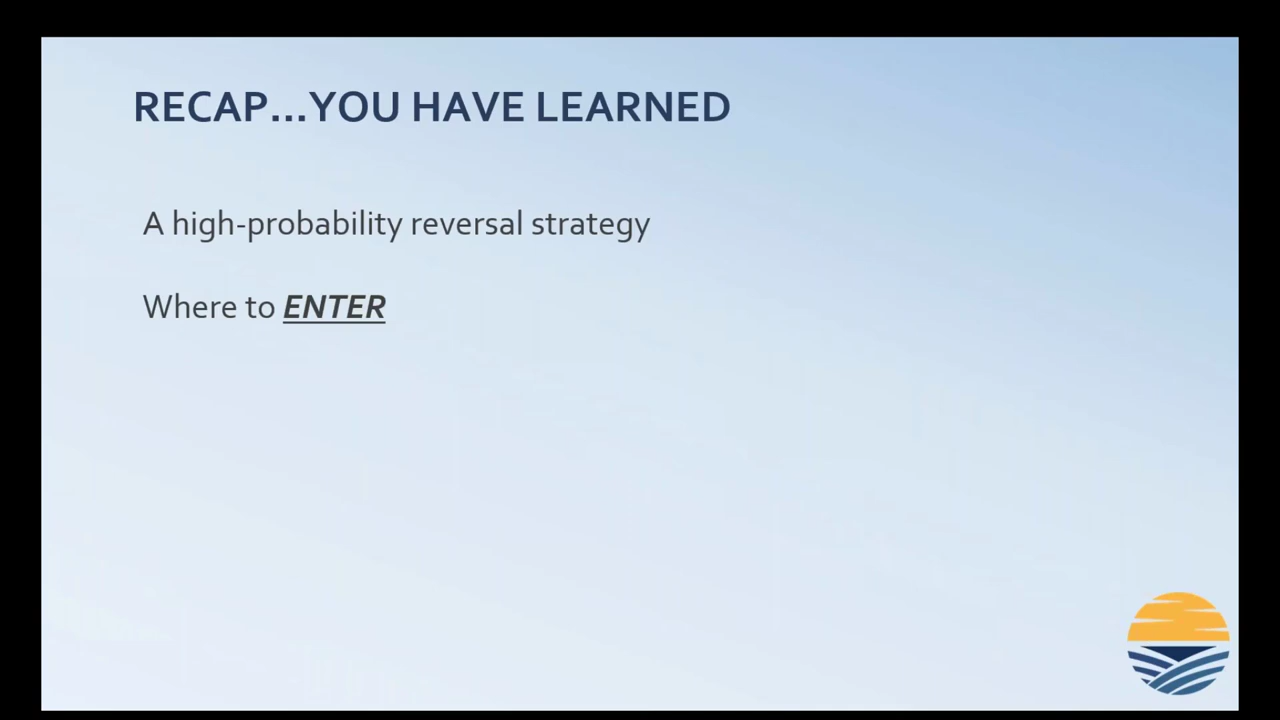 RECAP...YOU HAVE LEARNED
A high-probability reversal strategy
Where to ENTER